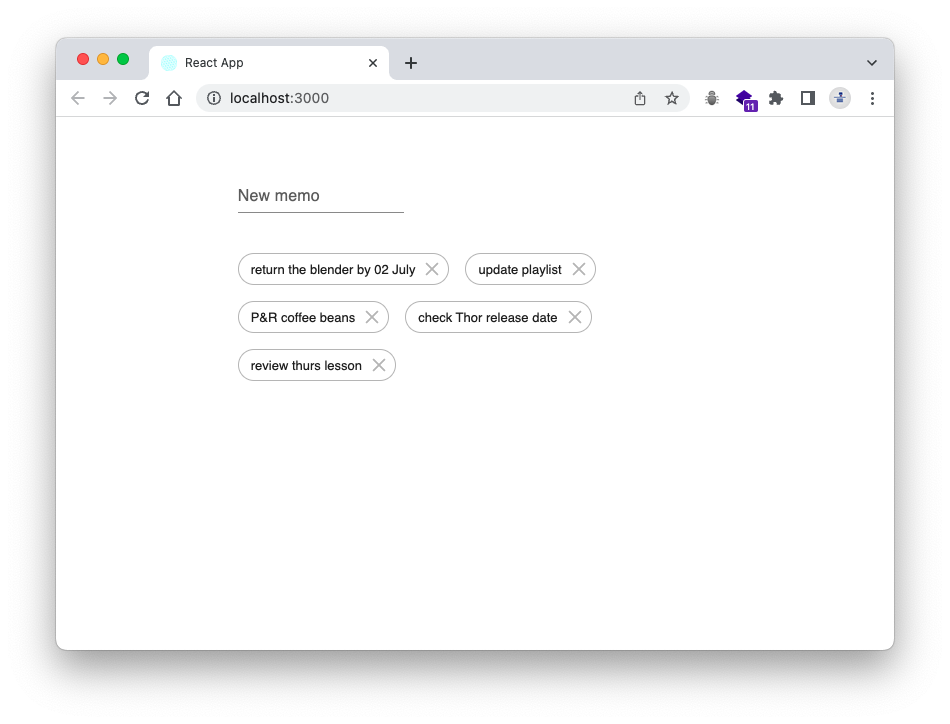 React App
localhost:3000
11
New memo
return the blender by 02 July
update playlist
P&R coffee beans
check Thor release date
review thurs lesson